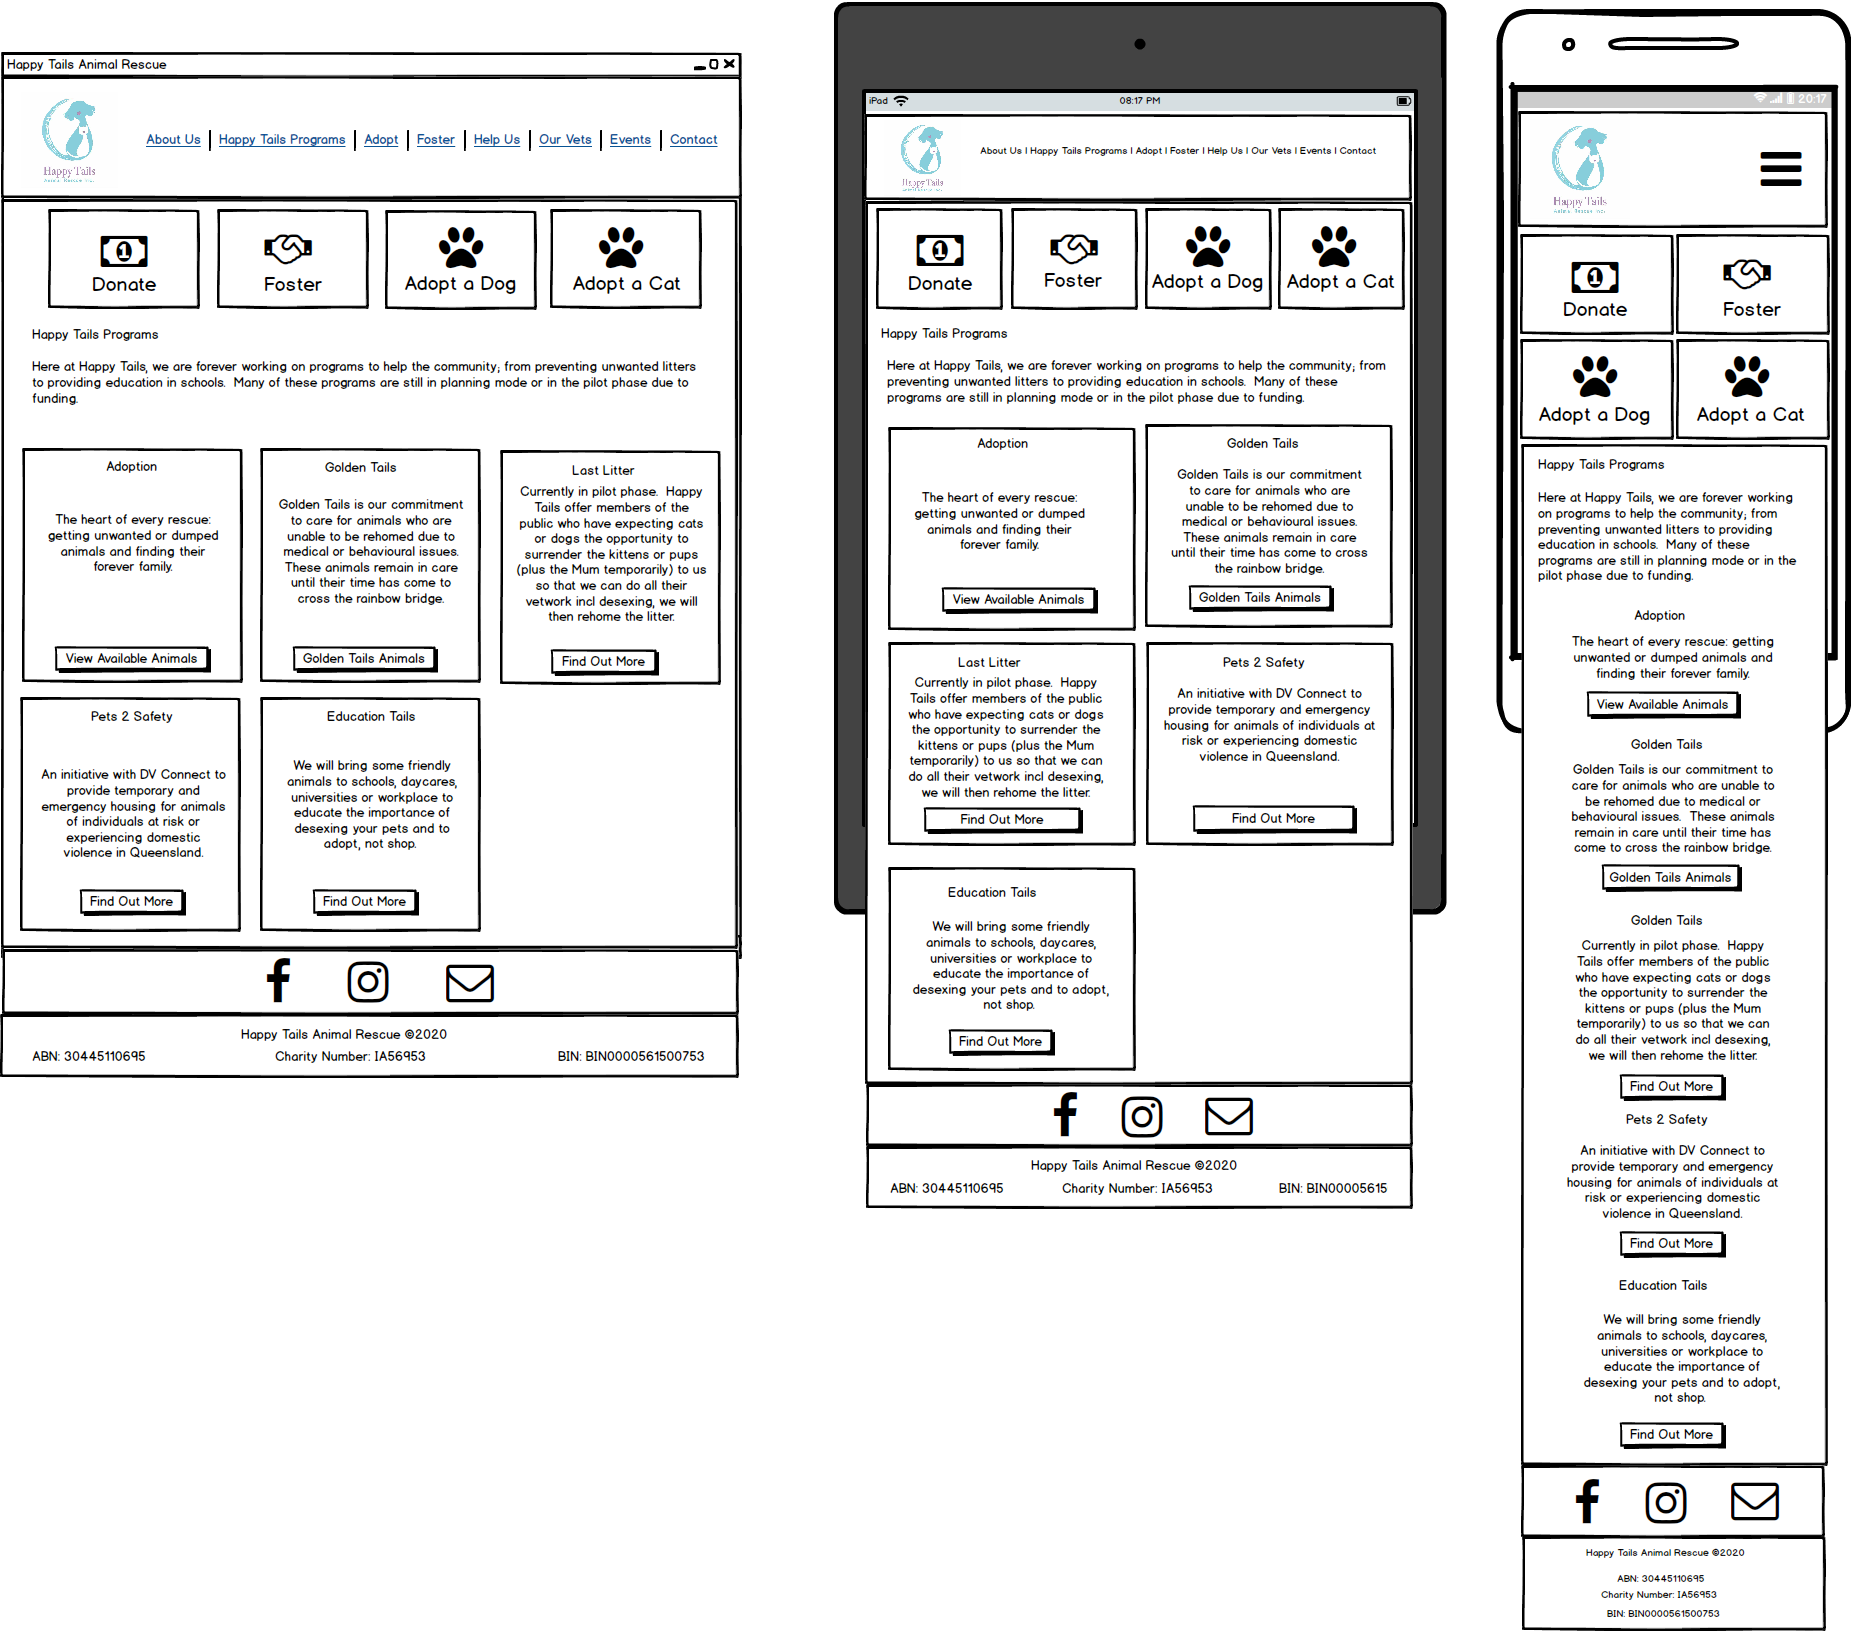 Happy Tails Animal Rescue
Happy Tails
Animal Rescue Inc.
About Us | Happy Tails Programs | Adopt | Foster | Help Us | Our Vets | Events | Contact
Donate
Foster
Adopt a Dog
Adopt a Cat
Happy Tails Programs
Here at Happy Tails, we are forever working on programs to help the community; from preventing unwanted litters
to providing education in schools. Many of these programs are still in planning mode or in the pilot phase due to
funding.
Adoption
The heart of every rescue:
getting unwanted or dumped
animals and finding their
forever family.
View Available Animals
Golden Tails
Golden Tails is our commitment
to care for animals who are
unable to be rehomed due to
medical or behavioural issues.
These animals remain in care
until their time has come to
cross the rainbow bridge.
Golden Tails Animals
Last Litter
Currently in pilot phase. Happy
Tails offer members of the
public who have expecting cats
or dogs the opportunity to
surrender the kittens or pups
(plus the Mum temporarily) to us
so that we can do all their
vetwork incl desexing, we will
then rehome the litter.
Find Out More
Pets 2 Safety
An initiative with DV Connect to
provide temporary and
emergency housing for animals
of individuals at risk or
experiencing domestic
violence in Queensland.
Find Out More
Education Tails
We will bring some friendly
animals to schools, daycares,
universities or workplace to
educate the importance of
desexing your pets and to
adopt, not shop.
Find Out More
Happy Tails Animal Rescue ©2020
ABN: 30445110695
Charity Number: IA56953
BIN: BIN0000561500753
iPad
08:17 PM
Happy Tails
About Us | Happy Tails Programs | Adopt | Foster | Help Us | Our Vets | Events | Contact
Donate
Foster
Adopt a Dog
Adopt a Cat
Happy Tails Programs
Here at Happy Tails, we are forever working on programs to help the community; from
preventing unwanted litters to providing education in schools. Many of these
programs are still in planning mode or in the pilot phase due to funding.
Adoption
The heart of every rescue:
getting unwanted or dumped
animals and finding their
forever family.
View Available Animals
Golden Tails
Golden Tails is our commitment
to care for animals who are
unable to be rehomed due to
medical or behavioural issues.
These animals remain in care
until their time has come to cross
the rainbow bridge.
Golden Tails Animals
Last Litter
Currently in pilot phase. Happy
Tails offer members of the public
who have expecting cats or dogs
the opportunity to surrender the
kittens or pups (plus the Mum
temporarily) to us so that we can
do all their vetwork incl desexing,
we will then rehome the litter.
Find Out More
Pets 2 Safety
An initiative with DV Connect to
provide temporary and emergency
housing for animals of individuals at
risk or experiencing domestic
violence in Queensland.
Find Out More
Education Tails
We will bring some friendly
animals to schools, daycares,
universities or workplace to
educate the importance of
desexing your pets and to adopt,
not shop.
Find Out More
Happy Tails Animal Rescue ©2020
ABN: 30445110695
Charity Number: IA56953
BIN: BIN00005615
20:17
Happy Tails
Animal Rescue Inc.
Donate
Foster
Adopt a Dog
Adopt a Cat
Happy Tails Programs
Here at Happy Tails, we are forever working
on programs to help the community; from
preventing unwanted litters to providing
education in schools. Many of these
programs are still in planning mode or in the
pilot phase due to funding.
Adoption
The heart of every rescue: getting
unwanted or dumped animals and
finding their forever family.
View Available Animals
Golden Tails
Golden Tails is our commitment to
care for animals who are unable to
be rehomed due to medical or
behavioural issues. These animals
remain in care until their time has
come to cross the rainbow bridge.
Golden Tails Animals
Golden Tails
Currently in pilot phase. Happy
Tails offer members of the public
who have expecting cats or dogs
the opportunity to surrender the
kittens or pups (plus the Mum
temporarily) to us so that we can
do all their vetwork incl desexing,
we will then rehome the litter.
Find Out More
Pets 2 Safety
An initiative with DV Connect to
provide temporary and emergency
housing for animals of individuals at
risk or experiencing domestic
violence in Queensland.
Find Out More
Education Tails
We will bring some friendly
animals to schools, daycares,
universities or workplace to
educate the importance of
desexing your pets and to adopt,
not shop.
Find Out More
Happy Tails Animal Rescue ©2020
ABN: 30445110695
Charity Number: IA56953
BIN: BIN0000561500753